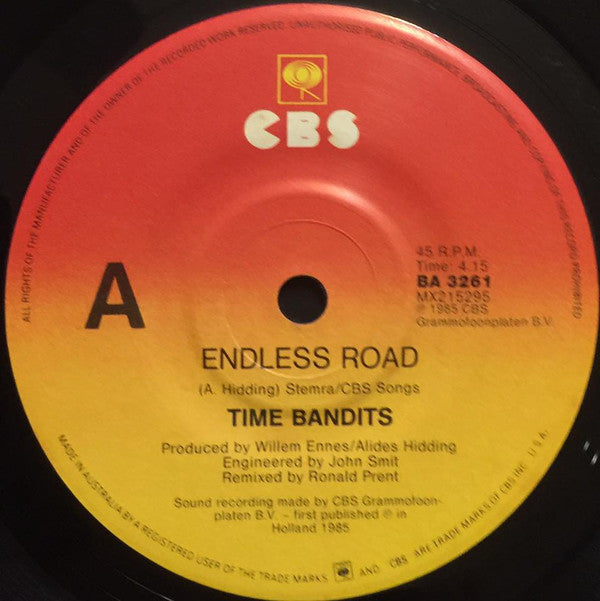 ALL RIGHTS OF THE MANUFACTURER AND OF THE OWNER OF THE RECORDED WORK RESERVED. UNAUTHORISED PUBLIC PERFORMANCE, BROADCASTING AND COPYING OF THIS RECORD PROHIBITED
CBS
A
45 R.P.M.
Time: 4.15
BA 3261
MX215295
℗ 1985 CBS
Grammofoonplaten B.V.
ENDLESS ROAD
(A. Hidding) Stemra/CBS Songs
TIME BANDITS
Produced by Willem Ennes/Alides Hidding
Engineered by John Smit
Remixed by Ronald Prent
Sound recording made by CBS Grammofoon-
platen B.V. – first published ℗ in
Holland 1985
MADE IN AUSTRALIA BY A REGISTERED USER OF THE TRADE MARKS AND CBS ARE TRADE MARKS OF CBS INC. U.S.A.